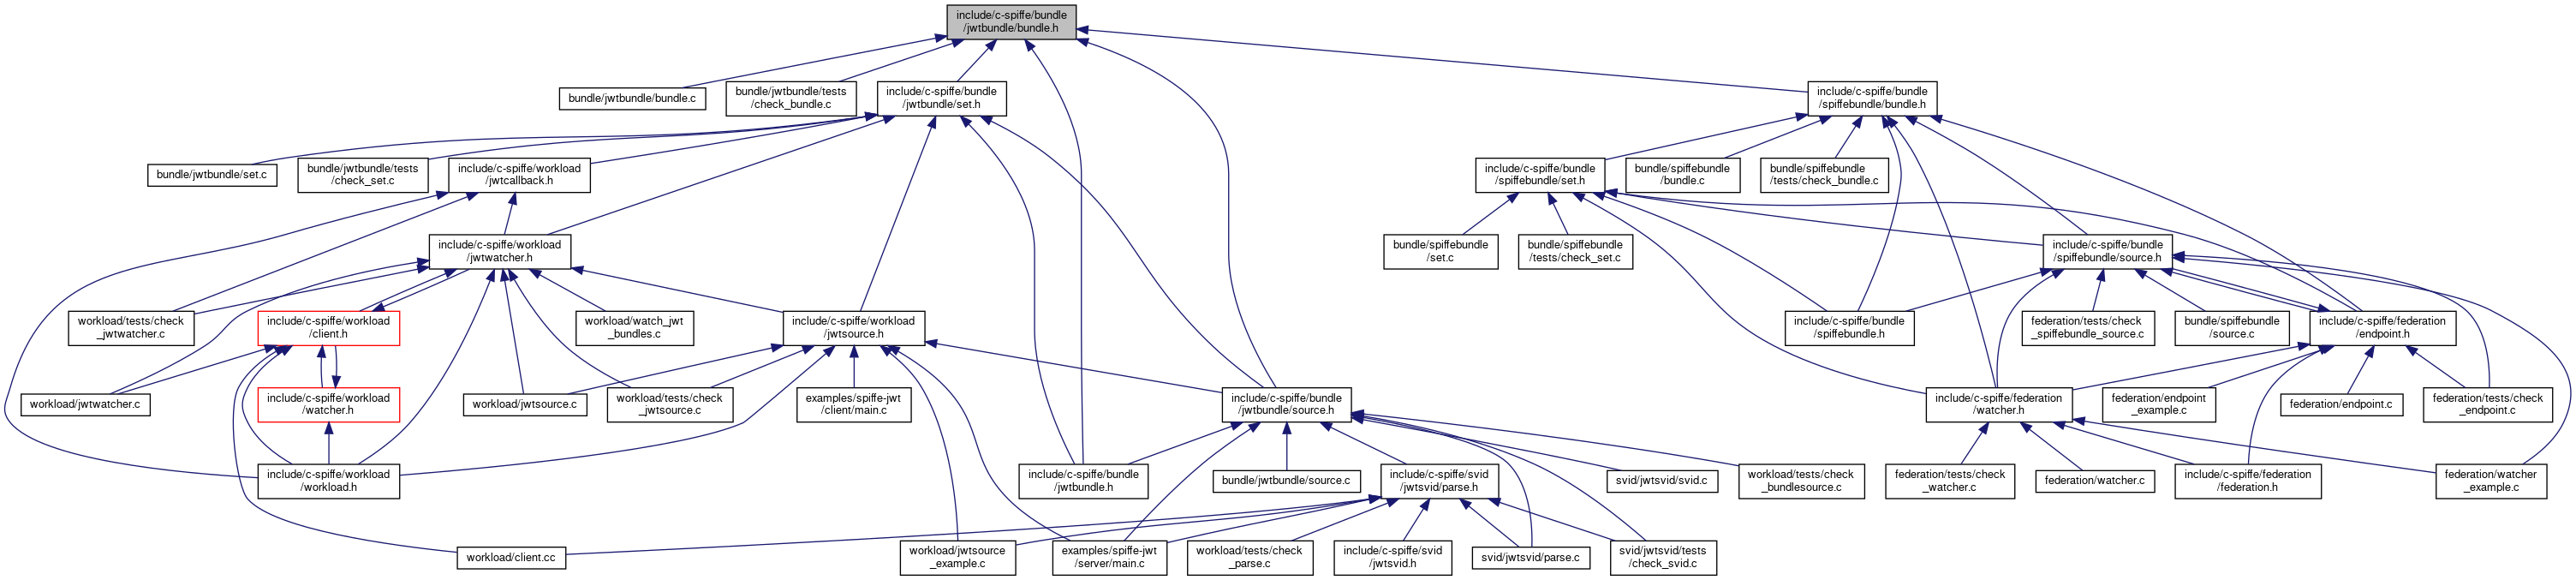 include/c-spiffe/bundle
/jwtbundle/bundle.h
bundle/jwtbundle/bundle.c
bundle/jwtbundle/tests
/check_bundle.c
include/c-spiffe/bundle
/jwtbundle/set.h
include/c-spiffe/bundle
/spiffebundle/bundle.h
bundle/jwtbundle/set.c
bundle/jwtbundle/tests
/check_set.c
include/c-spiffe/workload
/jwtcallback.h
include/c-spiffe/bundle
/spiffebundle/set.h
bundle/spiffebundle
/bundle.c
bundle/spiffebundle
/tests/check_bundle.c
include/c-spiffe/workload
/jwtwatcher.h
bundle/spiffebundle
/set.c
bundle/spiffebundle
/tests/check_set.c
include/c-spiffe/bundle
/spiffebundle/source.h
workload/tests/check
_jwtwatcher.c
include/c-spiffe/workload
/client.h
workload/watch_jwt
_bundles.c
include/c-spiffe/workload
/jwtsource.h
include/c-spiffe/bundle
/spiffebundle.h
federation/tests/check
_spiffebundle_source.c
bundle/spiffebundle
/source.c
include/c-spiffe/federation
/endpoint.h
workload/jwtwatcher.c
include/c-spiffe/workload
/watcher.h
workload/jwtsource.c
workload/tests/check
_jwtsource.c
examples/spiffe-jwt
/client/main.c
include/c-spiffe/bundle
/jwtbundle/source.h
include/c-spiffe/federation
/watcher.h
federation/endpoint
_example.c
federation/endpoint.c
federation/tests/check
_endpoint.c
include/c-spiffe/workload
/workload.h
include/c-spiffe/bundle
/jwtbundle.h
bundle/jwtbundle/source.c
include/c-spiffe/svid
/jwtsvid/parse.h
svid/jwtsvid/svid.c
workload/tests/check
_bundlesource.c
federation/tests/check
_watcher.c
federation/watcher.c
include/c-spiffe/federation
/federation.h
federation/watcher
_example.c
workload/client.cc
workload/jwtsource
_example.c
examples/spiffe-jwt
/server/main.c
workload/tests/check
_parse.c
include/c-spiffe/svid
/jwtsvid.h
svid/jwtsvid/parse.c
svid/jwtsvid/tests
/check_svid.c